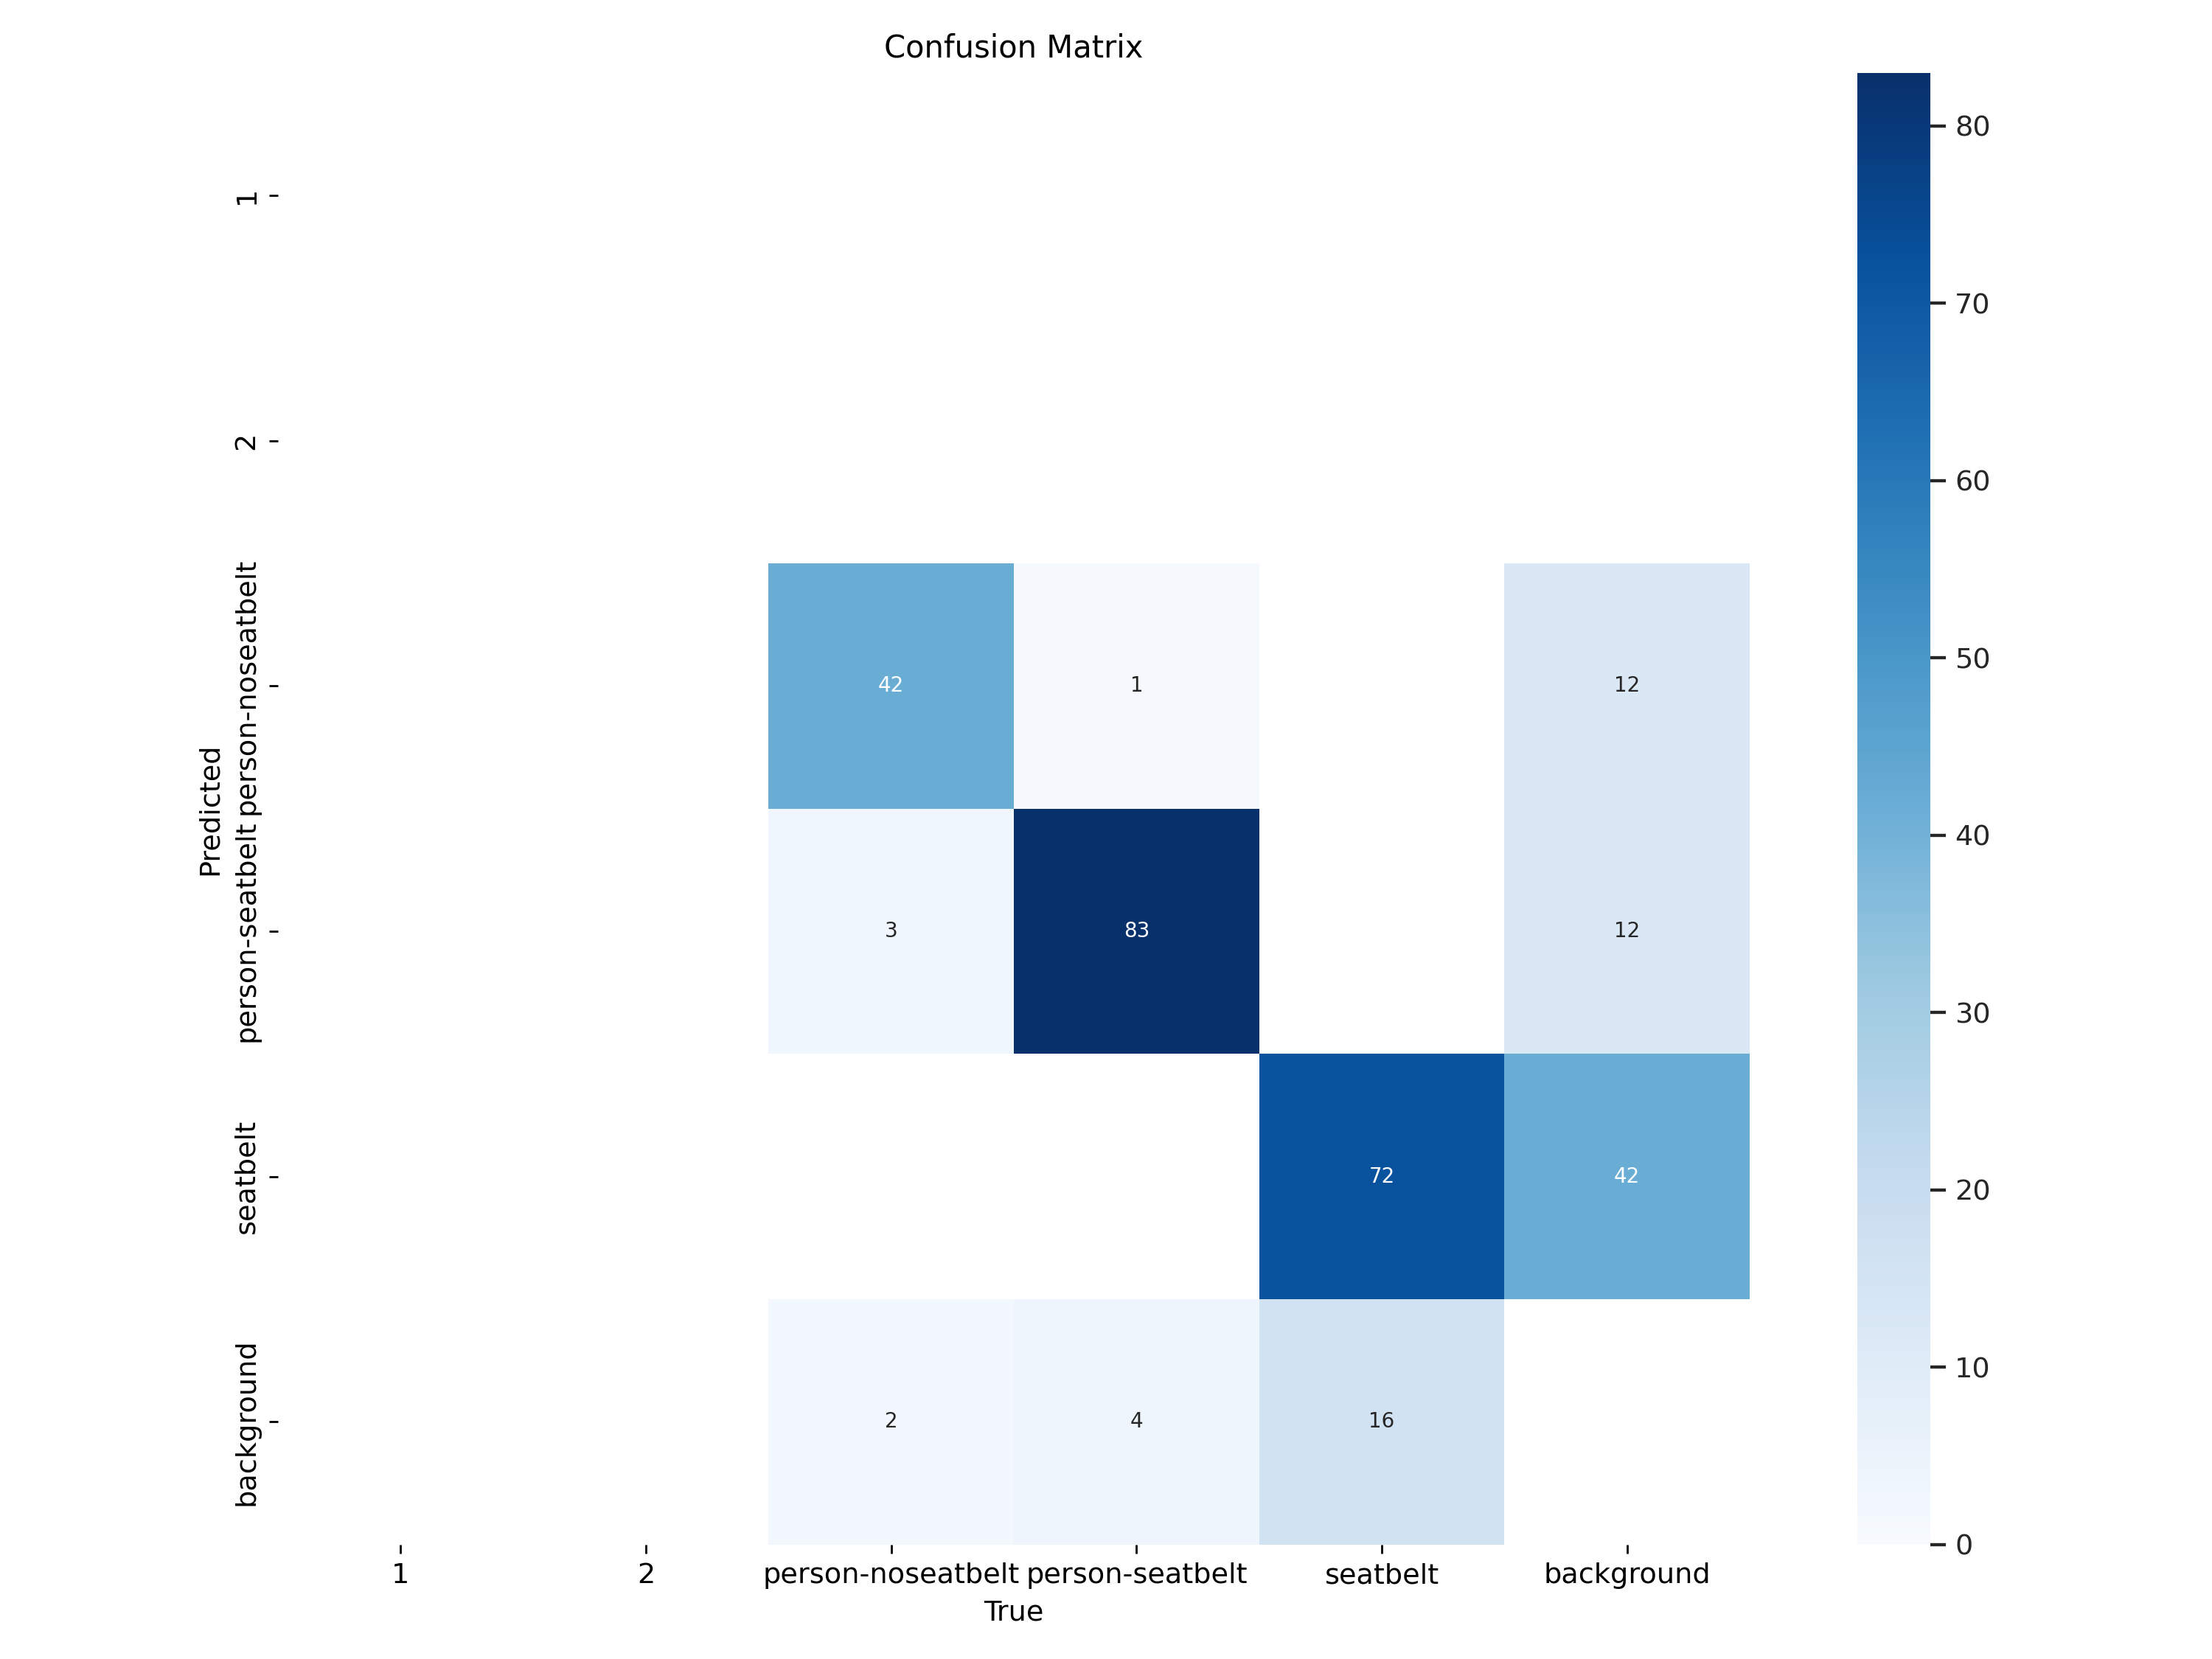 Confusion Matrix
1
2
person-noseatbelt
person-seatbelt
seatbelt
background
Predicted
42
1
12
3
83
12
72
42
2
4
16
1
2
person-noseatbelt
person-seatbelt
seatbelt
background
True
80
70
60
50
40
30
20
10
0